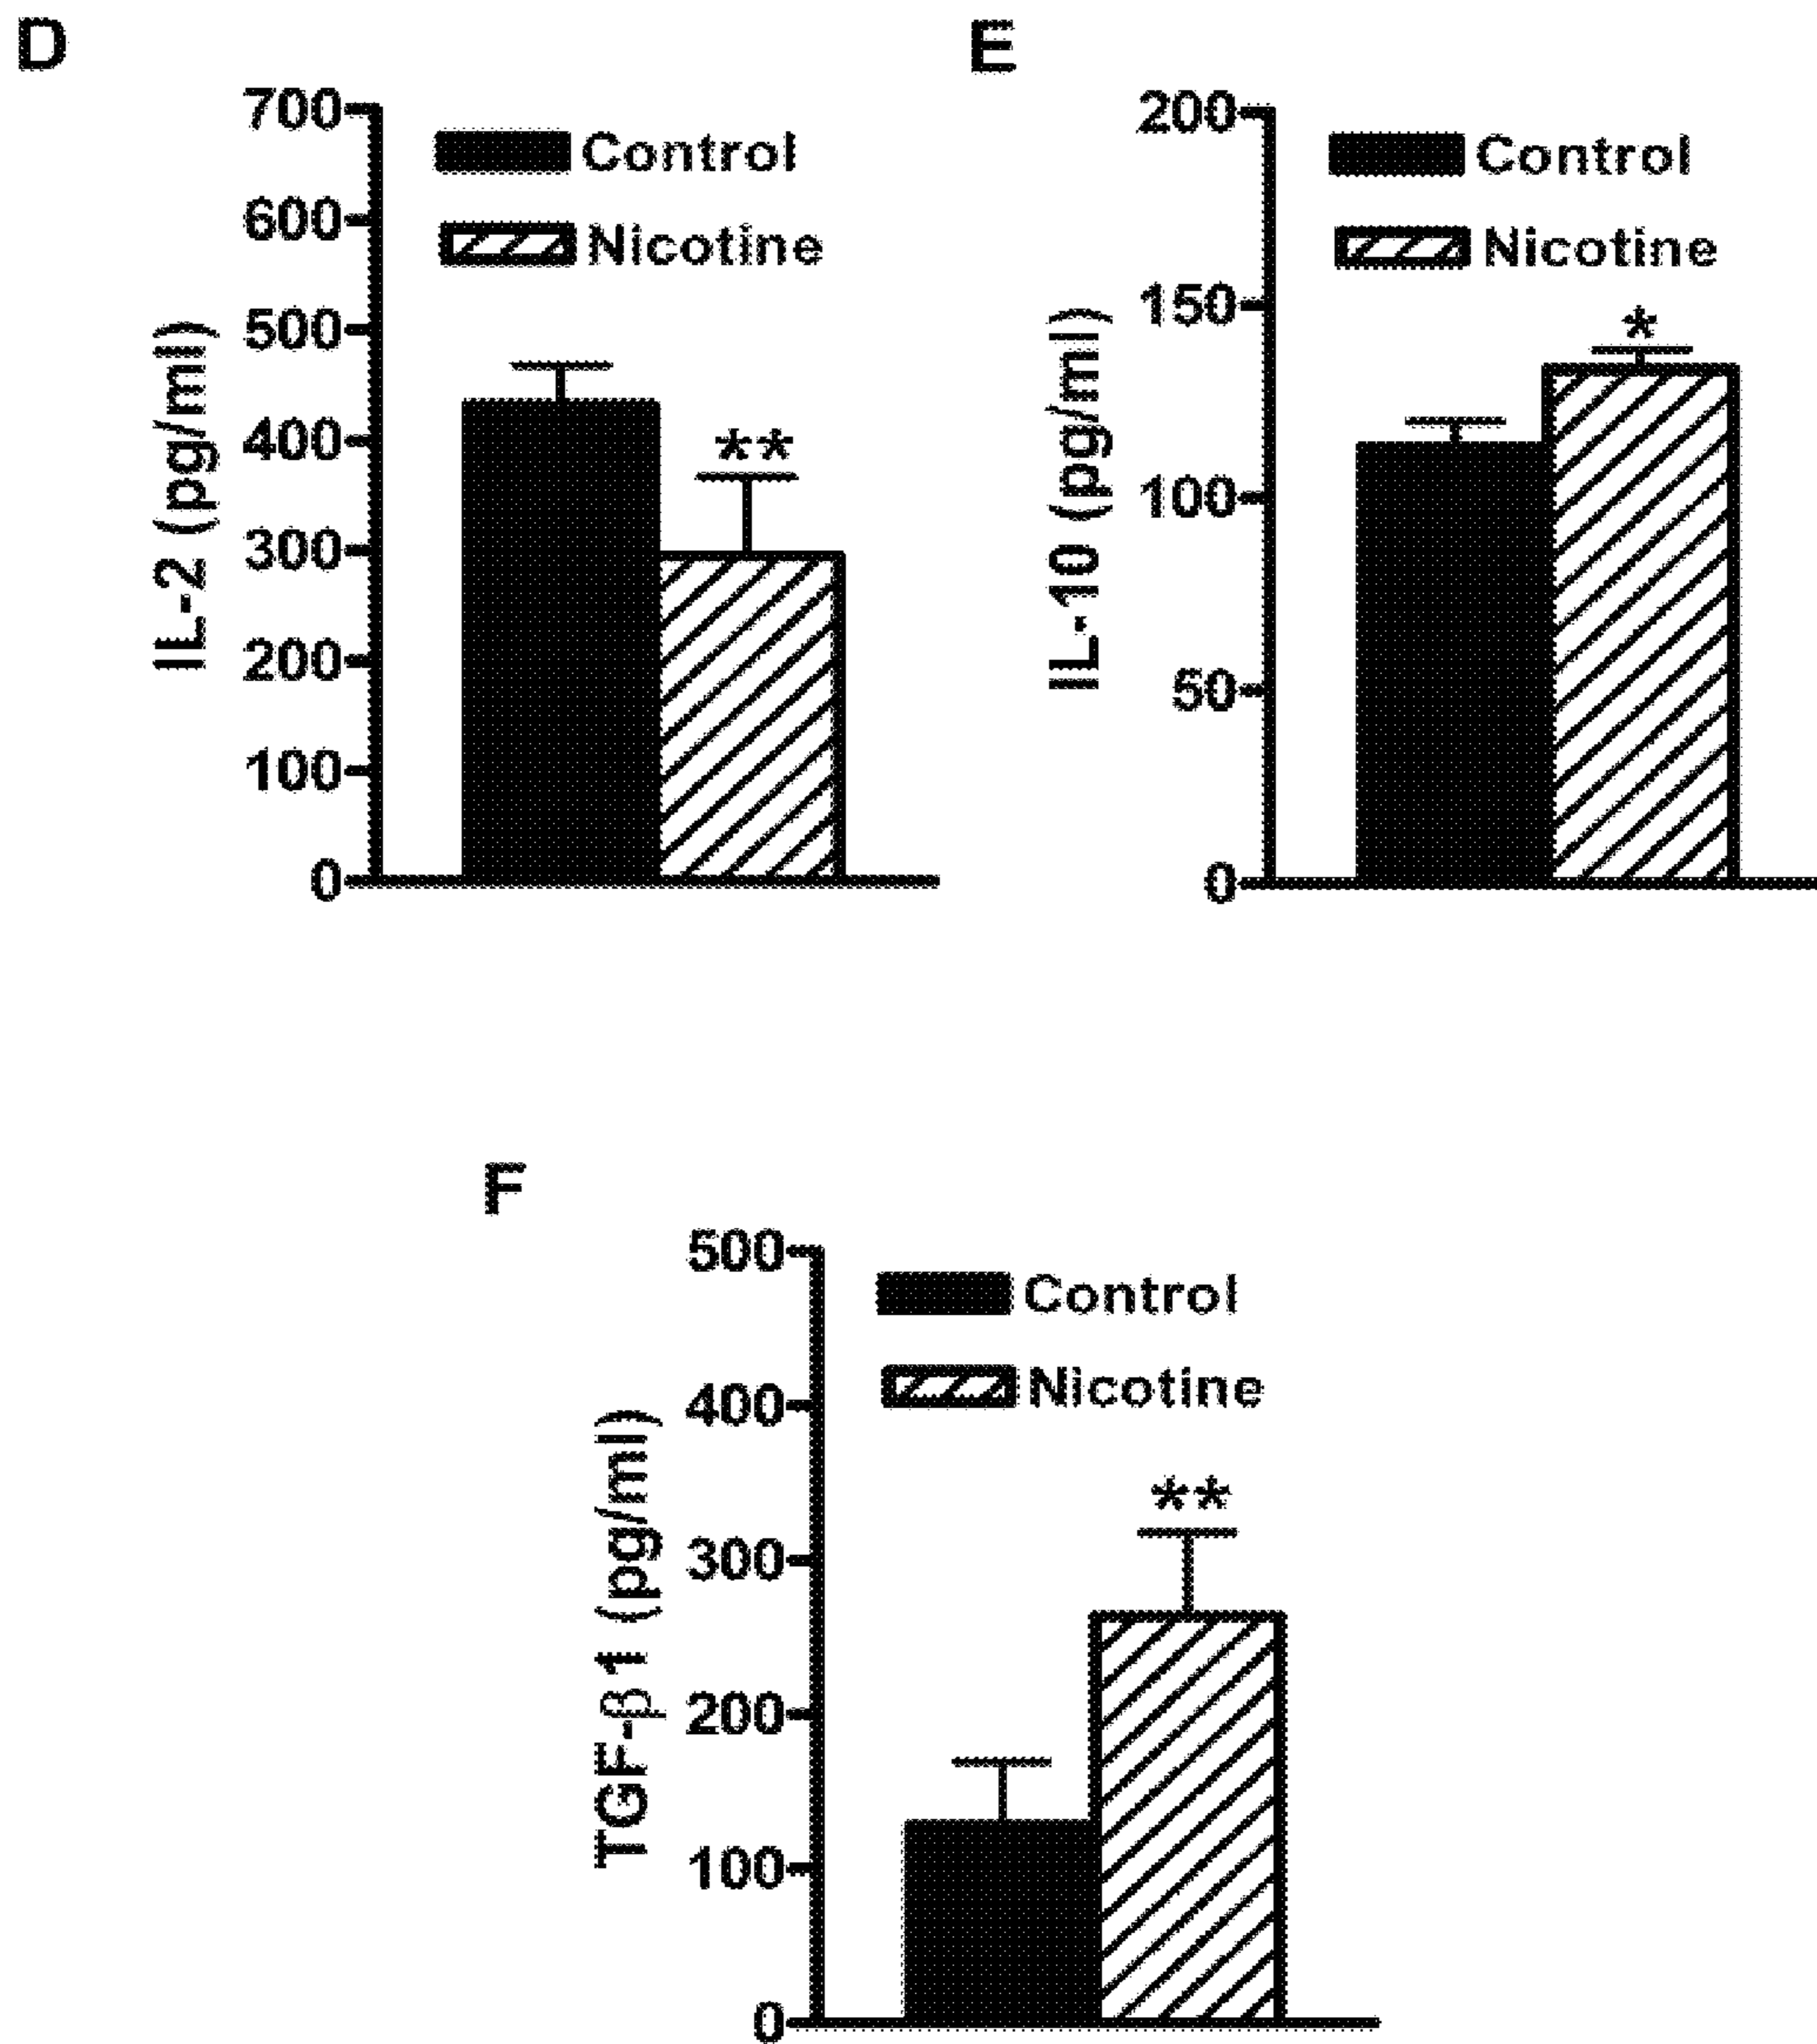 D
700
600
500
400
300
200
100
0
IL-2 (pg/ml)
Control
Nicotine
**
E
200
150
100
50
0
IL-10 (pg/ml)
Control
Nicotine
*
F
500
400
300
200
100
0
TGF-β1 (pg/ml)
Control
Nicotine
**